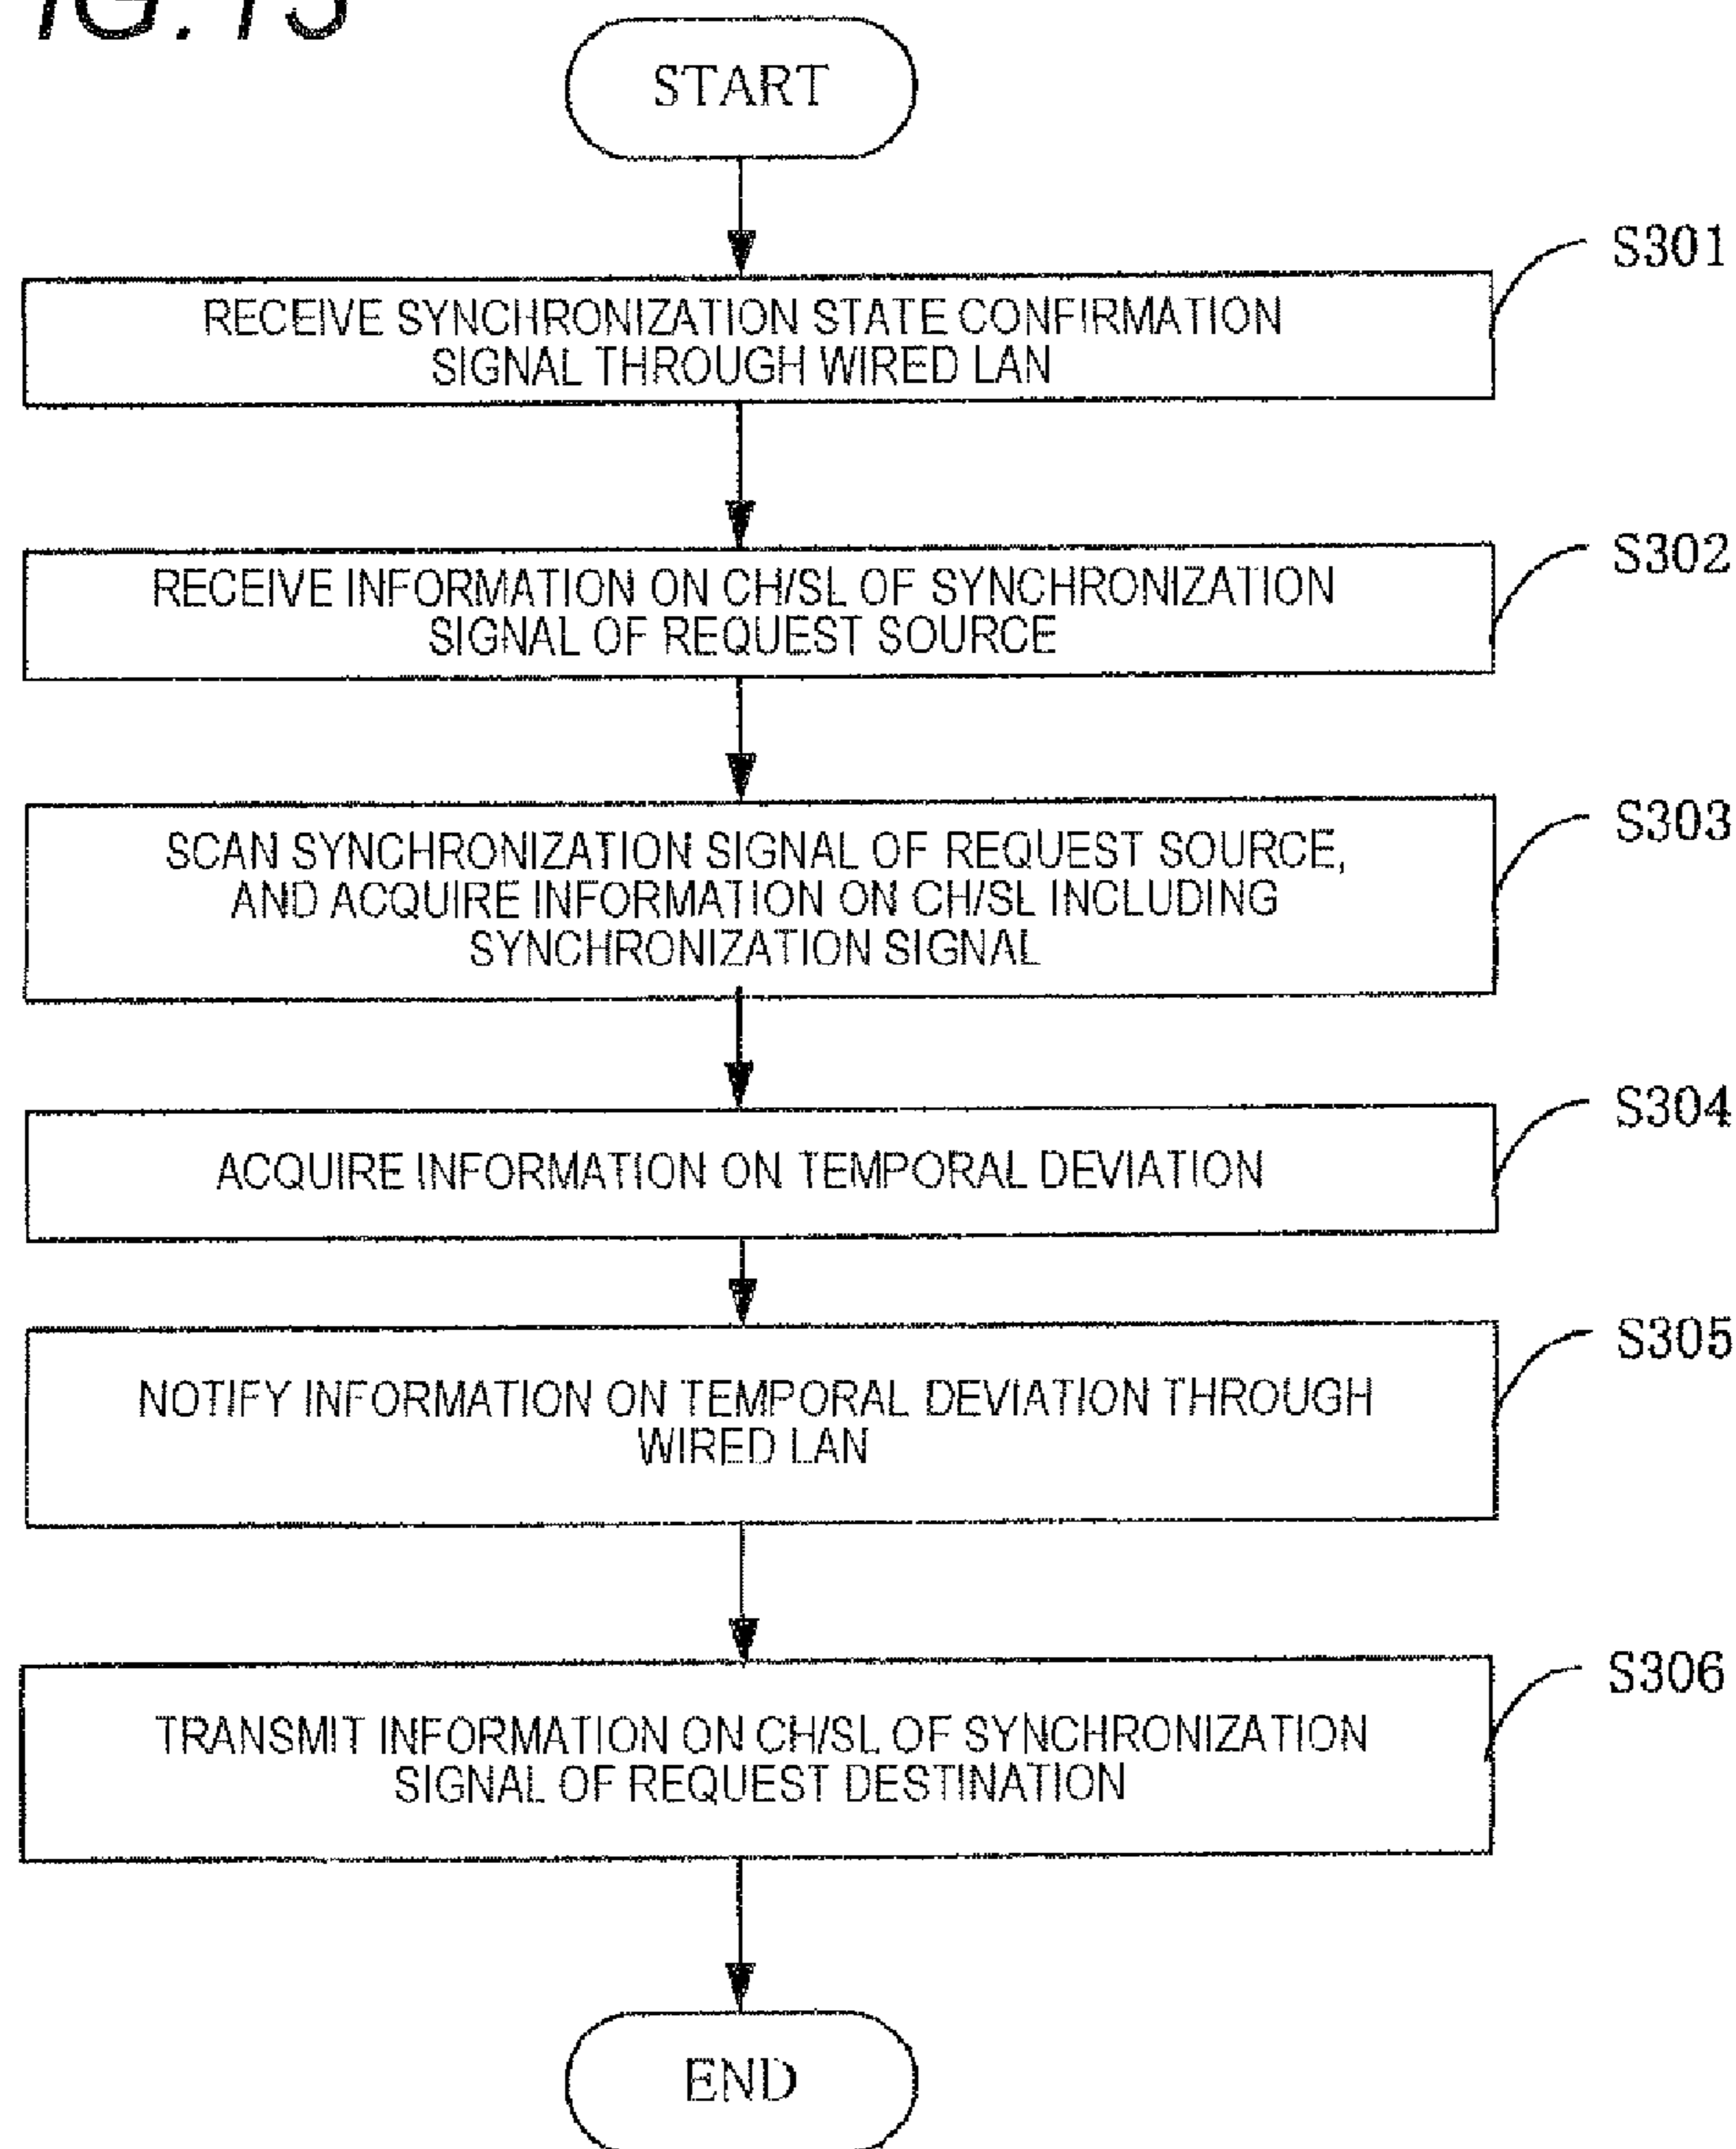 IG. 13
START
S301
RECEIVE SYNCHRONIZATION STATE CONFIRMATION
SIGNAL THROUGH WIRED LAN
S302
RECEIVE INFORMATION ON CH/SL OF SYNCHRONIZATION
SIGNAL OF REQUEST SOURCE
S303
SCAN SYNCHRONIZATION SIGNAL OF REQUEST SOURCE,
AND ACQUIRE INFORMATION ON CH/SL INCLUDING
SYNCHRONIZATION SIGNAL
S304
ACQUIRE INFORMATION ON TEMPORAL DEVIATION
S305
NOTIFY INFORMATION ON TEMPORAL DEVIATION THROUGH
WIRED LAN
S306
TRANSMIT INFORMATION ON CH/SL OF SYNCHRONIZATION
SIGNAL OF REQUEST DESTINATION
END